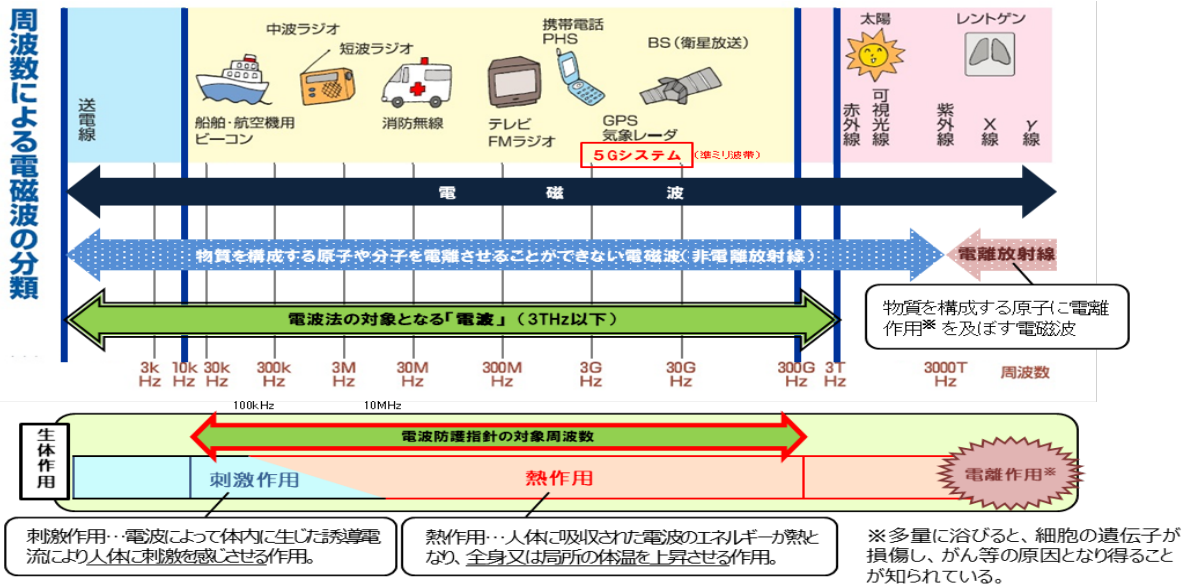 周波数による電磁波の分類
送電線
中波ラジオ
短波ラジオ
携帯電話
PHS
BS（衛星放送）
太陽
レントゲン
船舶・航空機用
ビーコン
消防無線
テレビ
FMラジオ
GPS
気象レーダ
５Gシステム
（準ミリ波帯）
赤外線
可視光線
紫外線
X線
γ線
電磁波
物質を構成する原子や分子を電離させることができない電磁波（非電離放射線）
電離放射線
物質を構成する原子に電離
作用※ を及ぼす電磁波
電波法の対象となる「電波」（3THz以下）
3k
Hz
10k
Hz
30k
Hz
300k
Hz
3M
Hz
30M
Hz
300M
Hz
3G
Hz
30G
Hz
300G
Hz
3T
Hz
3000T
Hz
周波数
100kHz
10MHz
生体作用
電波防護指針の対象周波数
刺激作用
熱作用
電離作用※
刺激作用…電波によって体内に生じた誘導電
流により人体に刺激を感じさせる作用。
熱作用…人体に吸収された電波のエネルギーが熱と
なり、全身又は局所の体温を上昇させる作用。
※多量に浴びると、細胞の遺伝子が
損傷し、がん等の原因となり得ること
が知られている。